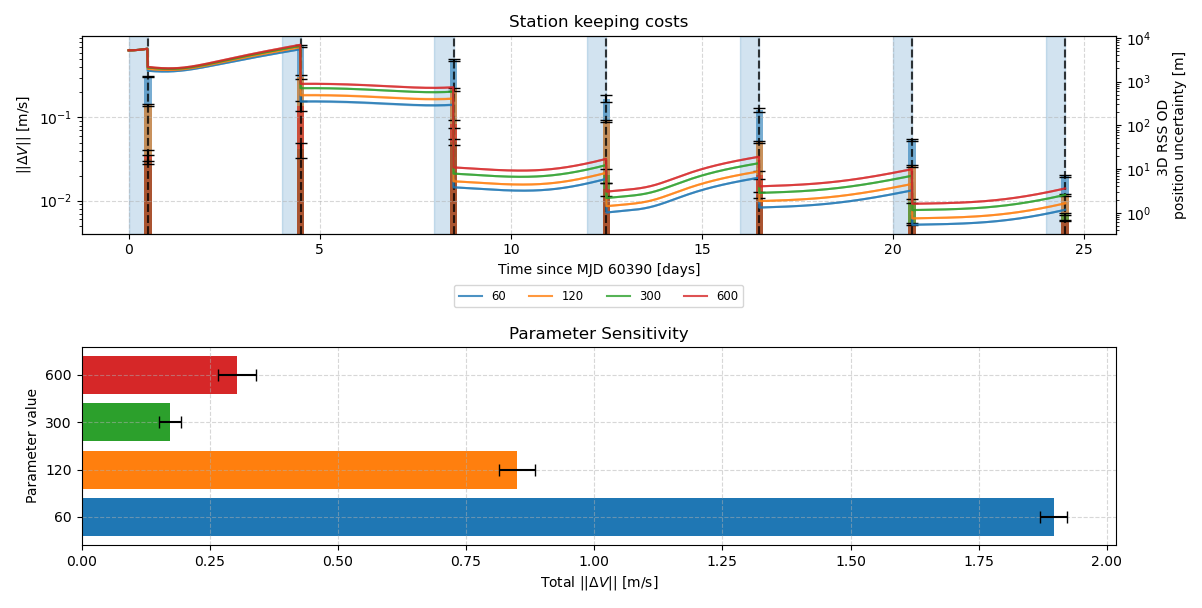 Station keeping costs
||ΔV|| [m/s]
10⁻¹
10⁻²
10⁴
10³
10²
10¹
10⁰
3D RSS OD
position uncertainty [m]
0 5 10 15 20 25
Time since MJD 60390 [days]
60 120 300 600
Parameter Sensitivity
Parameter value
600
300
120
60
0.00 0.25 0.50 0.75 1.00 1.25 1.50 1.75 2.00
Total ||ΔV|| [m/s]